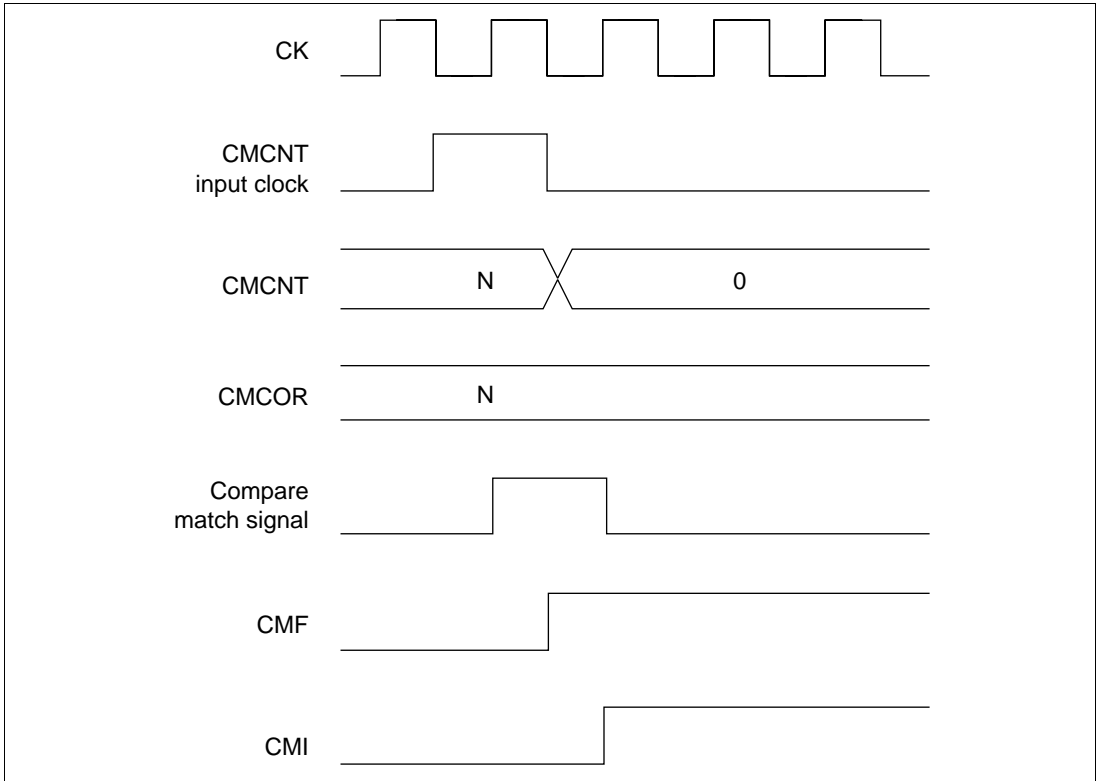 CK
CMCNT
input clock
CMCNT
N
0
CMCOR
N
Compare
match signal
CMF
CMI